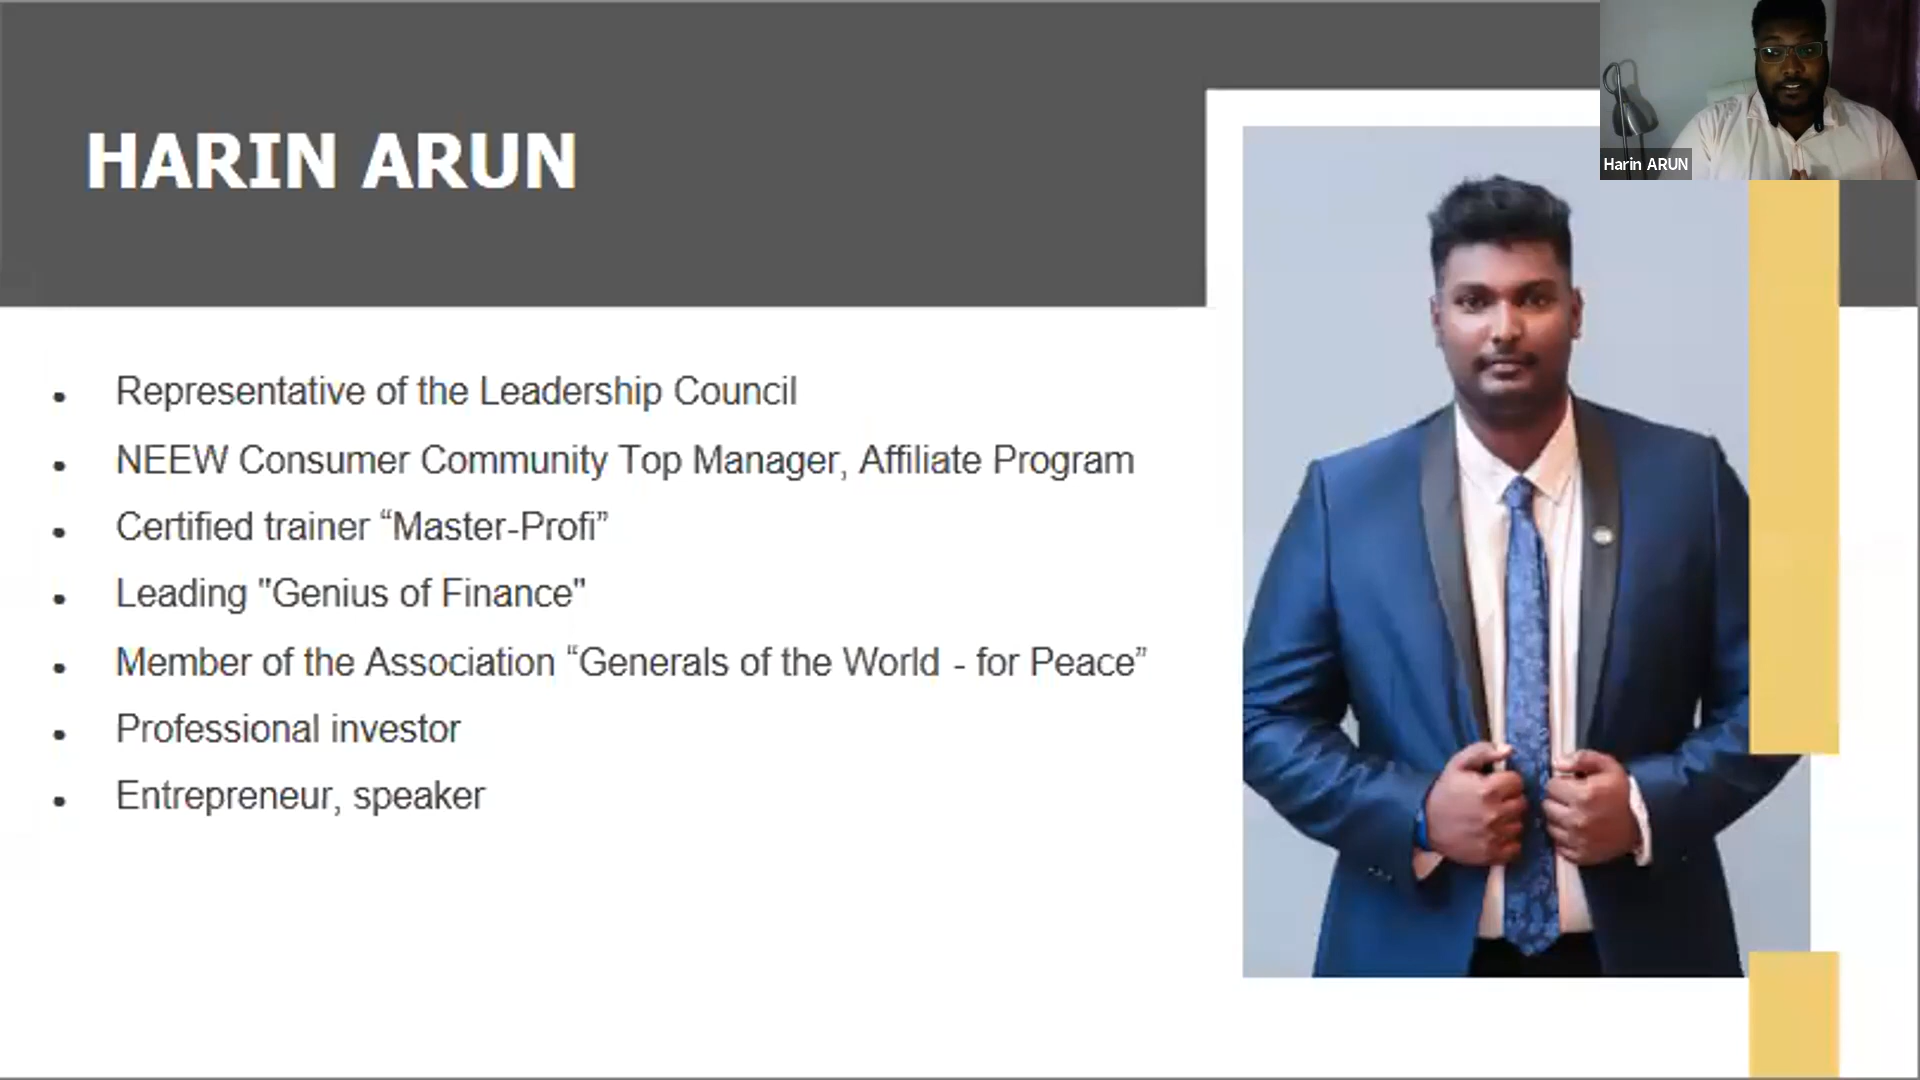 HARIN ARUN
Harin ARUN
• Representative of the Leadership Council
• NEEW Consumer Community Top Manager, Affiliate Program
• Certified trainer “Master-Profi”
• Leading "Genius of Finance"
• Member of the Association “Generals of the World - for Peace”
• Professional investor
• Entrepreneur, speaker